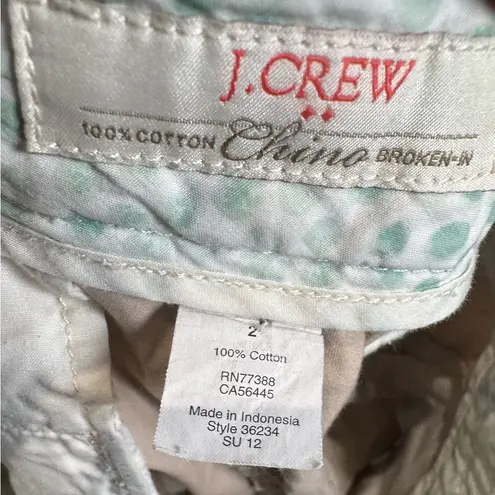 J.CREW
100% COTTON Chino BROKEN-IN
2
100% Cotton
RN77388
CA56445
Made in Indonesia
Style 36234
SU 12